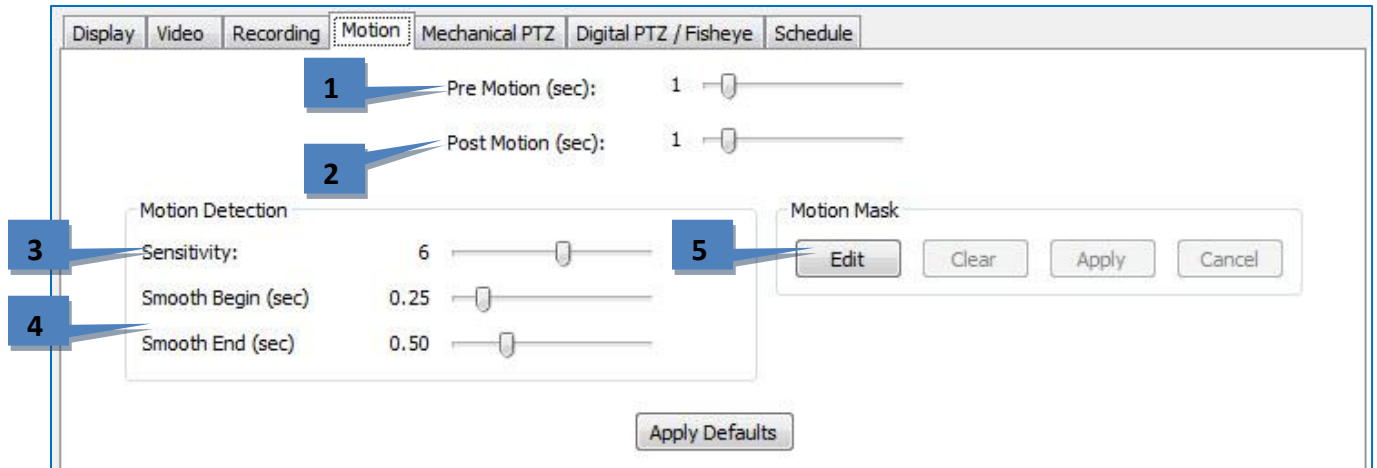 Display Video Recording Motion Mechanical PTZ Digital PTZ / Fisheye Schedule
1 Pre Motion (sec): 1
2 Post Motion (sec): 1
Motion Detection
3 Sensitivity: 6
Smooth Begin (sec) 0.25
4
Smooth End (sec) 0.50
Motion Mask
5 Edit Clear Apply Cancel
Apply Defaults